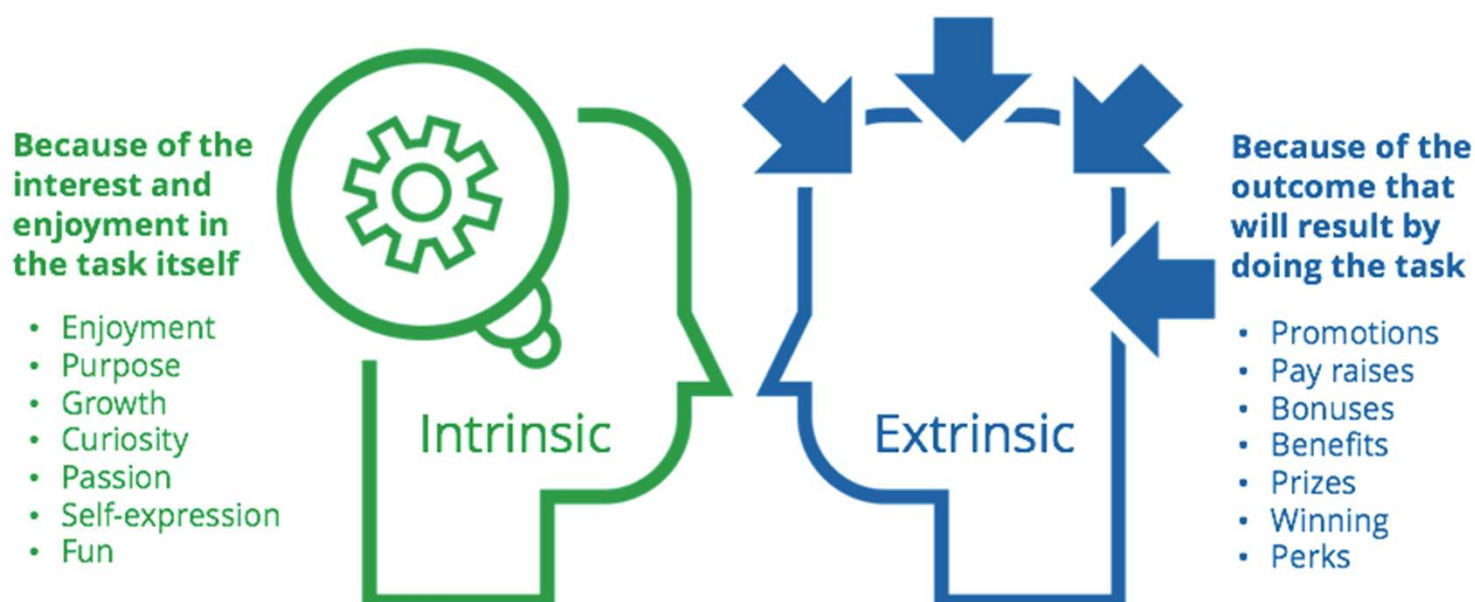 Because of the
interest and
enjoyment in
the task itself
• Enjoyment
• Purpose
• Growth
• Curiosity
• Passion
• Self-expression
• Fun
Intrinsic
Extrinsic
Because of the
outcome that
will result by
doing the task
• Promotions
• Pay raises
• Bonuses
• Benefits
• Prizes
• Winning
• Perks